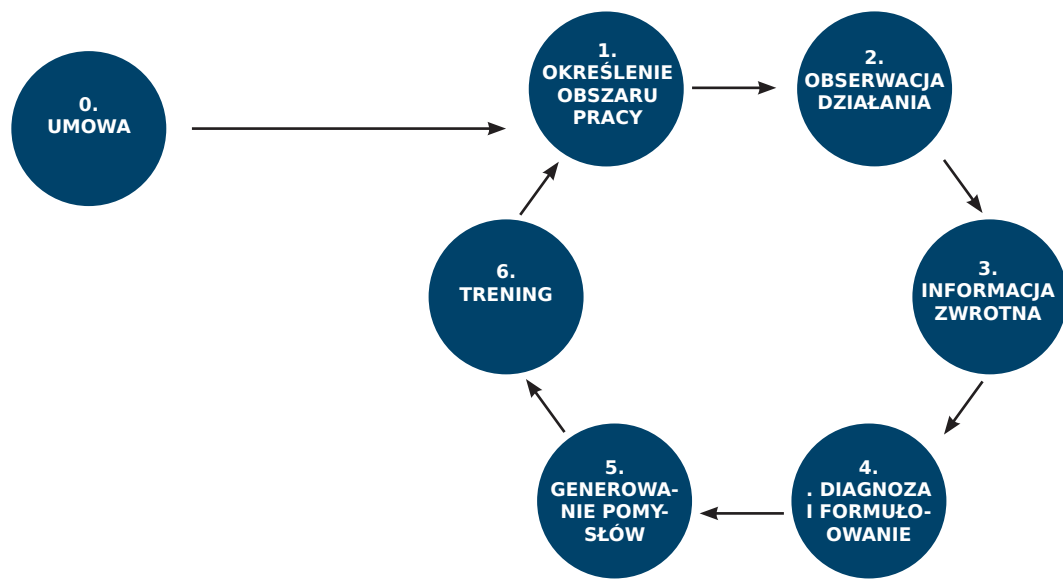 0.
UMOWA
1.
OKREŚLENIE
OBSZARU
PRACY
2.
OBSERWACJA
DZIAŁANIA
3.
INFORMACJA
ZWROTNA
4.
. DIAGNOZA
I FORMUŁO-
OWANIE
5.
GENEROWA-
NIE POMY-
SŁÓW
6.
TRENING